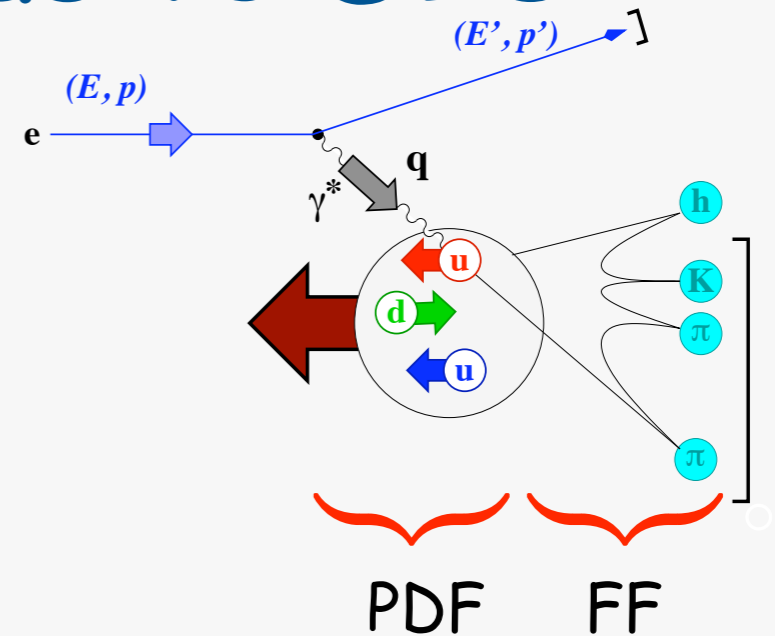 (E', p')
(E, p)
e
q
γ*
h
u
K
d
π
u
π
PDF FF